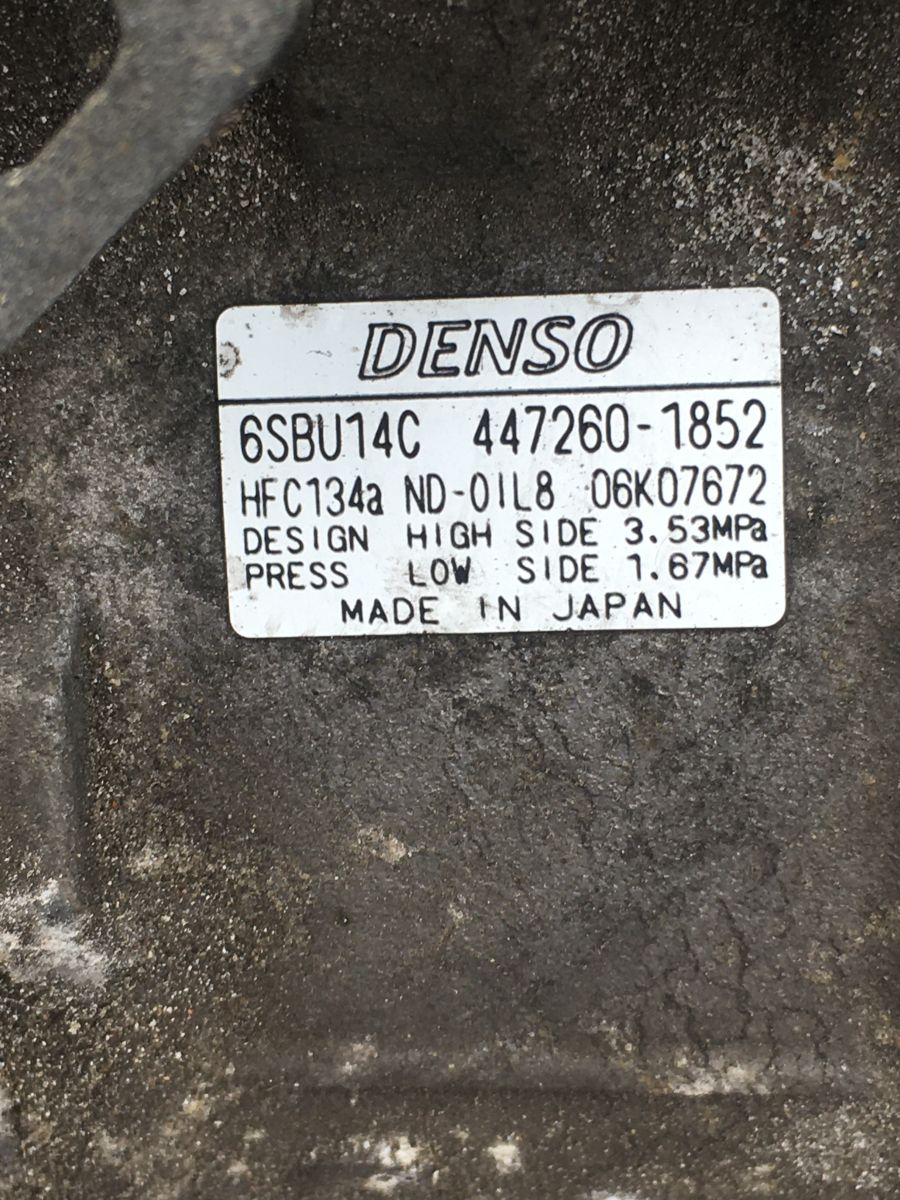 DENSO
6SBU14C 447260-1852
HFC134a ND-OIL8 06K07672
DESIGN HIGH SIDE 3.53MPa
PRESS LOW SIDE 1.67MPa
MADE IN JAPAN